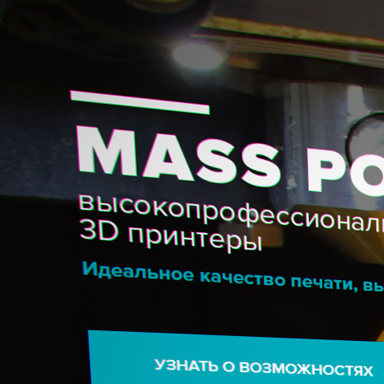 MASS PO
высокопрофессионал
3D принтеры
Идеальное качество печати, вы
УЗНАТЬ О ВОЗМОЖНОСТЯХ